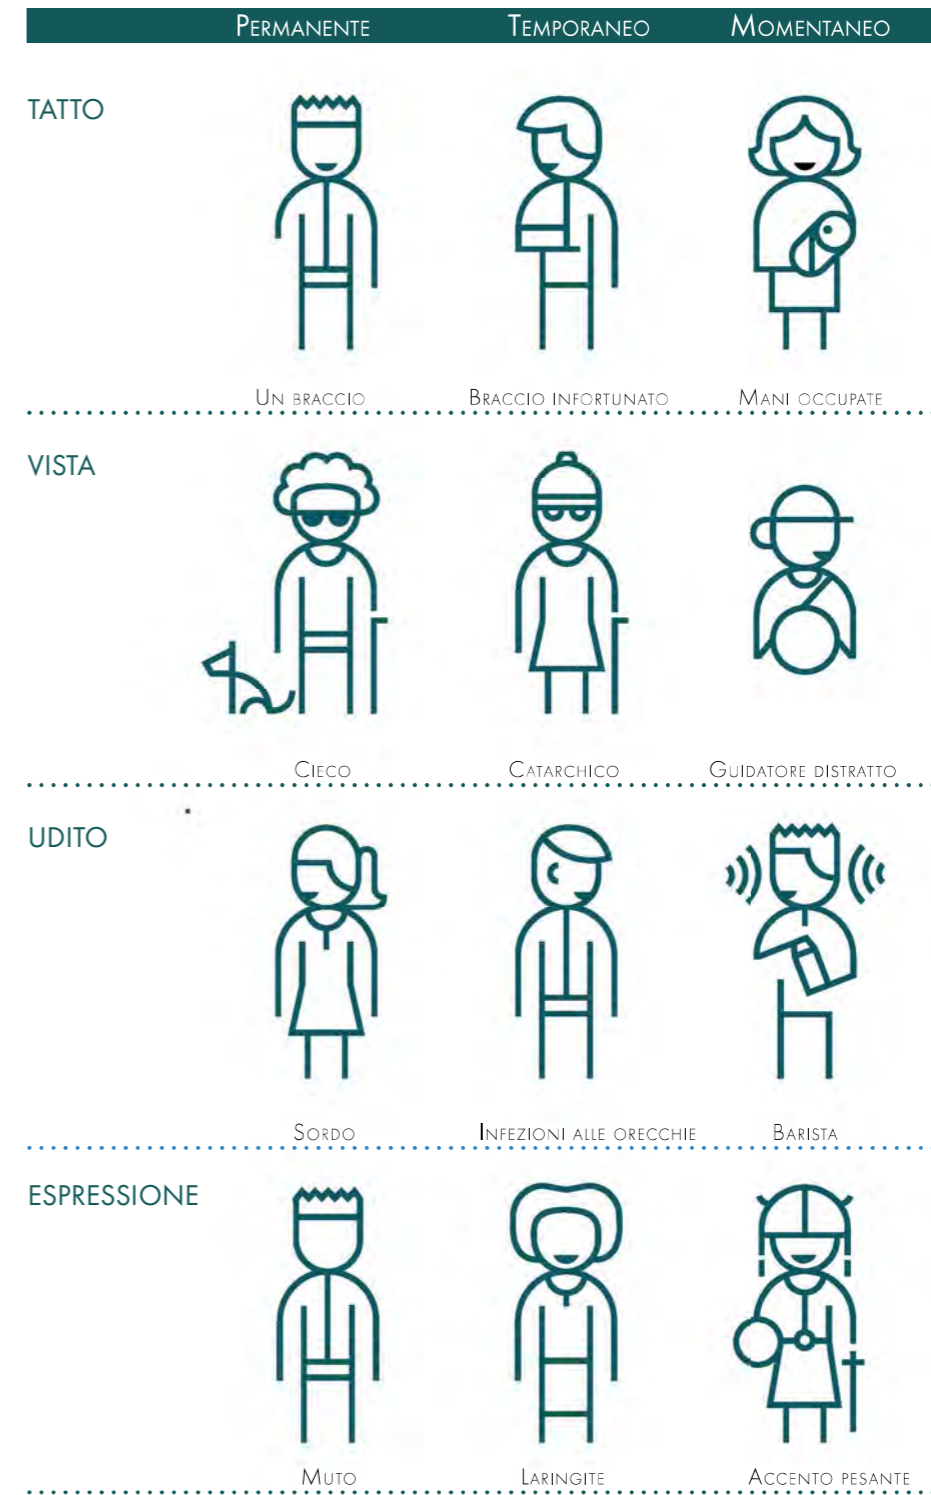 Permanente Temporaneo Momentaneo
TATTO
Un braccio Braccio infortunato Mani occupate
VISTA
Cieco Catarchico Guidatore distratto
UDITO
Sordo Infezioni alle orecchie Barista
ESPRESSIONE
Muto Laringite Accento pesante